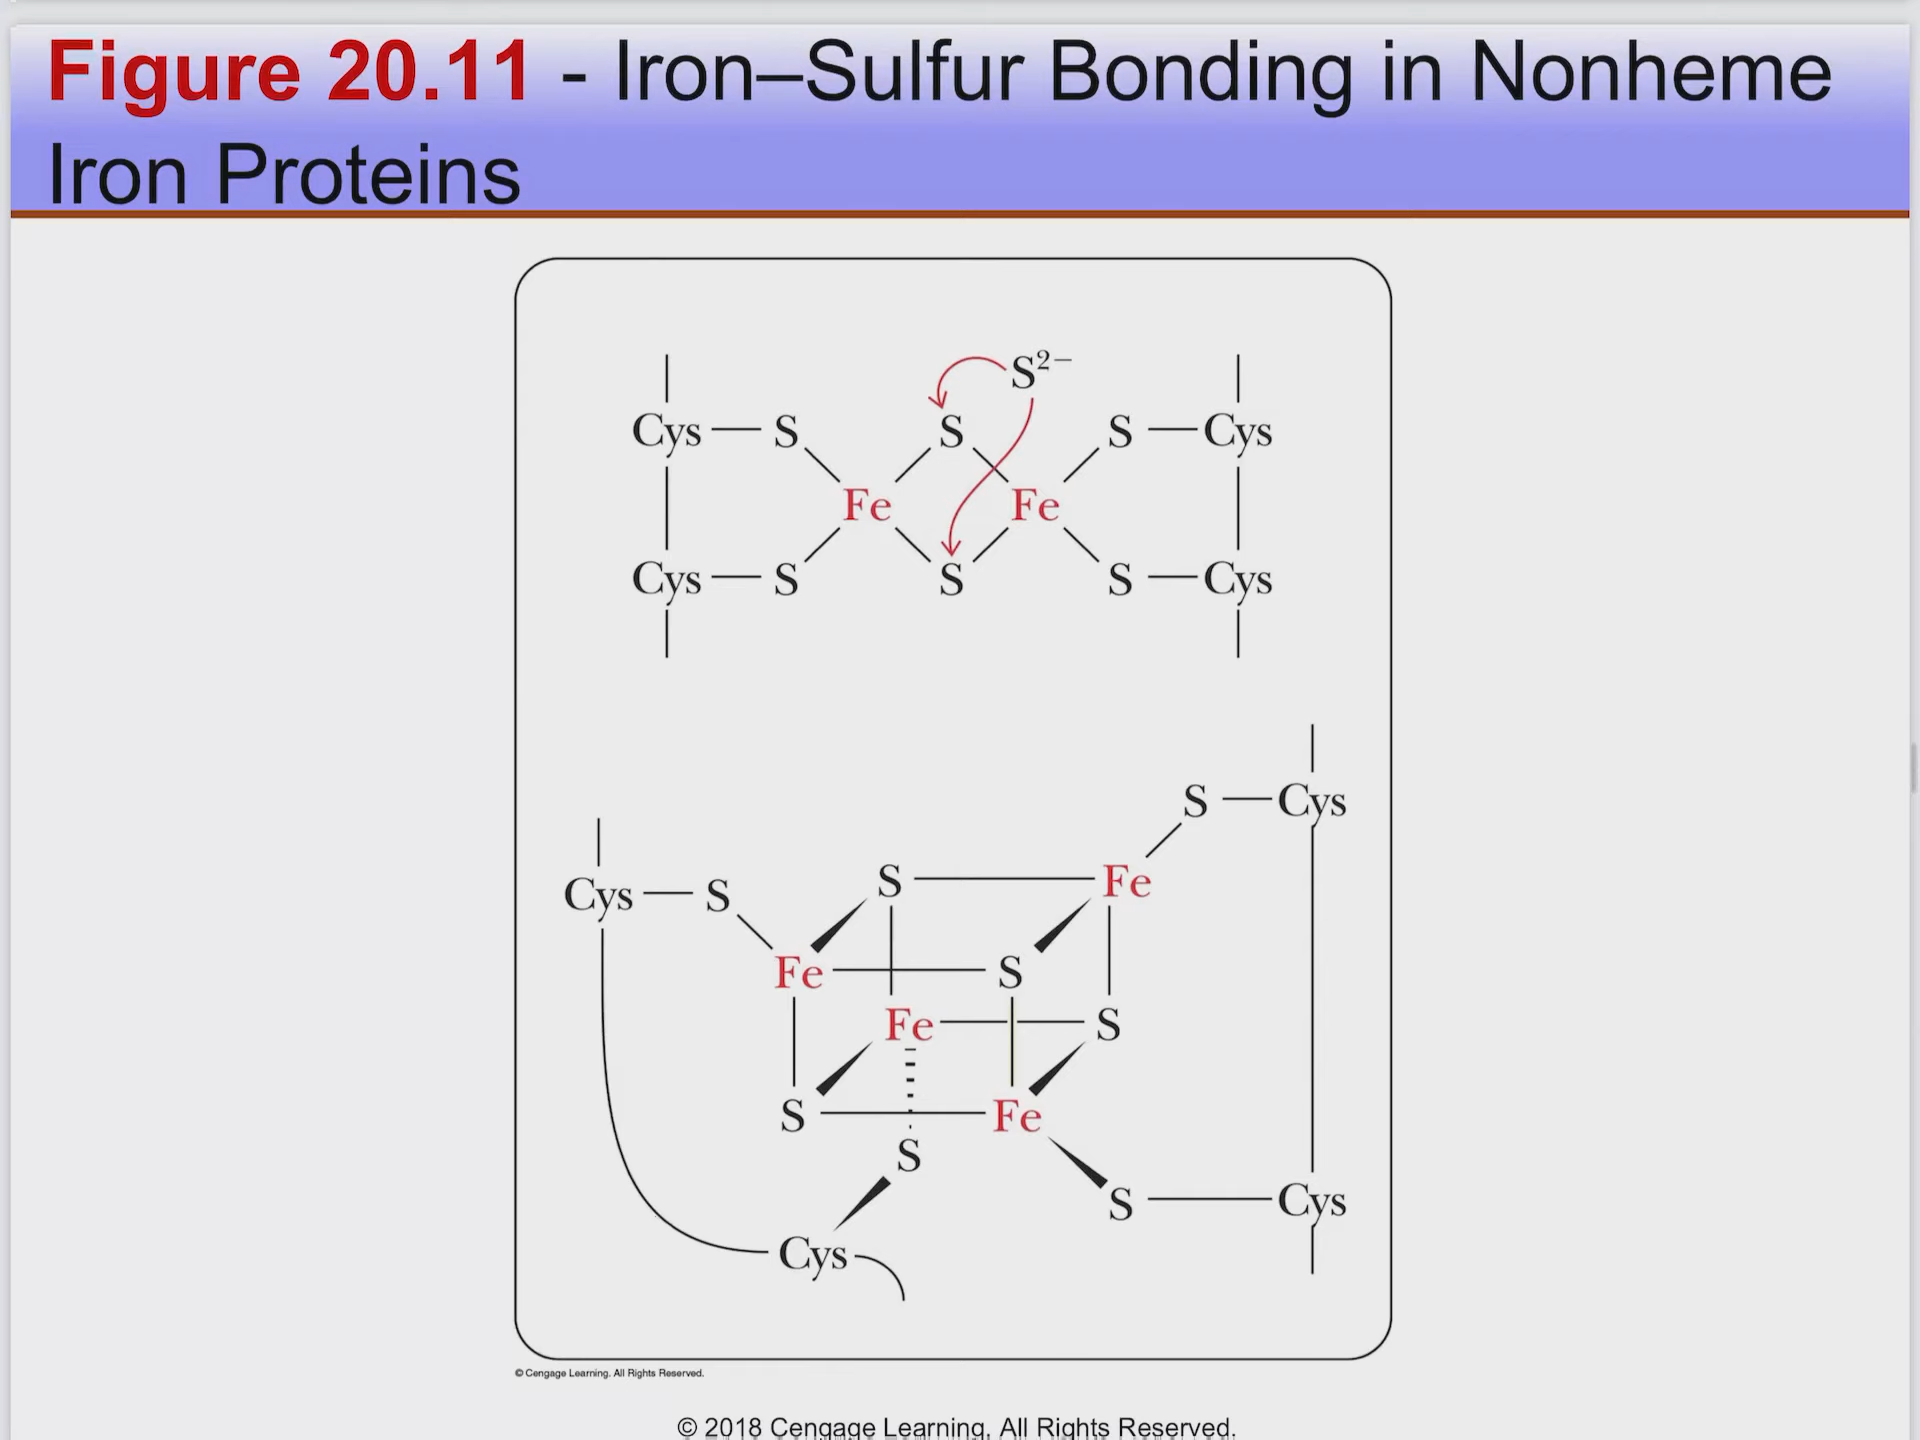 Figure 20.11 - Iron–Sulfur Bonding in Nonheme
Iron Proteins
S²⁻
Cys — S S S — Cys
Fe Fe
Cys — S S S — Cys
S — Cys
S Fe
Cys — S
Fe S
Fe S
S Fe
S
S Cys
Cys
© Cengage Learning. All Rights Reserved.
© 2018 Cengage Learning. All Rights Reserved.